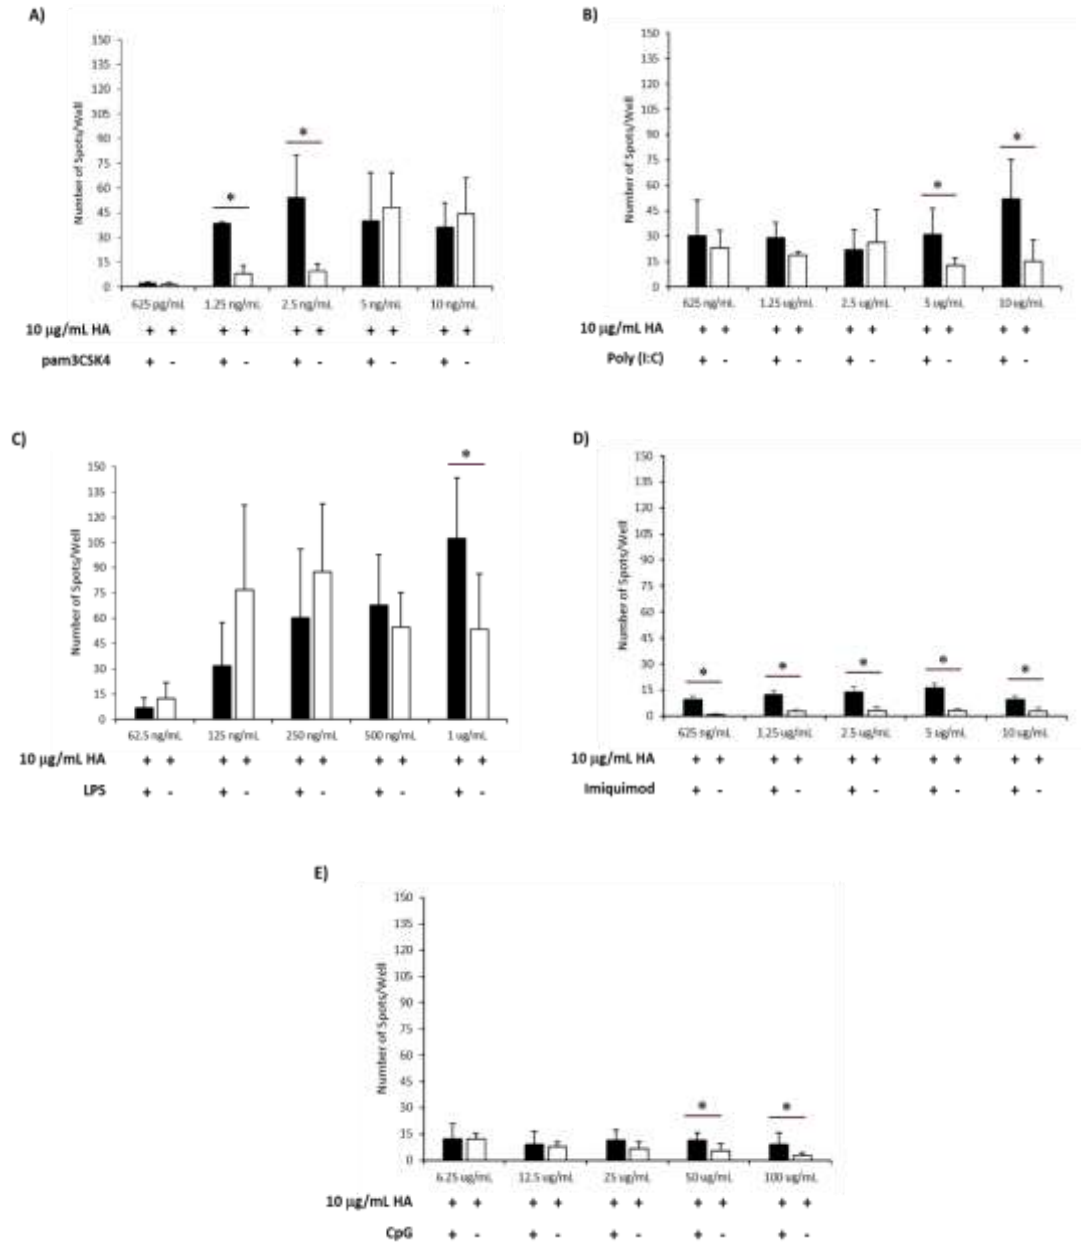 A)
Number of Spots/Well
150
135
120
105
90
75
60
45
30
15
0
* *
625 pg/mL 1.25 ng/mL 2.5 ng/mL 5 ng/mL 10 ng/mL
10 µg/mL HA + + + + + + + + + +
pam3CSK4 + - + - + - + - + -
B)
Number of Spots/Well
150
135
120
105
90
75
60
45
30
15
0
* *
625 ng/mL 1.25 ug/mL 2.5 ug/mL 5 ug/mL 10 ug/mL
10 µg/mL HA + + + + + + + + + +
Poly (I:C) + - + - + - + - + -
C)
Number of Spots/Well
150
135
120
105
90
75
60
45
30
15
0
*
62.5 ng/mL 125 ng/mL 250 ng/mL 500 ng/mL 1 ug/mL
10 µg/mL HA + + + + + + + + + +
LPS + - + - + - + - + -
D)
Number of Spots/Well
150
135
120
105
90
75
60
45
30
15
0
* * * * *
625 ng/mL 1.25 ug/mL 2.5 ug/mL 5 ug/mL 10 ug/mL
10 µg/mL HA + + + + + + + + + +
Imiquimod + - + - + - + - + -
E)
Number of Spots/Well
150
135
120
105
90
75
60
45
30
15
0
* *
6.25 ug/mL 12.5 ug/mL 25 ug/mL 50 ug/mL 100 ug/mL
10 µg/mL HA + + + + + + + + + +
CpG + - + - + - + - + -